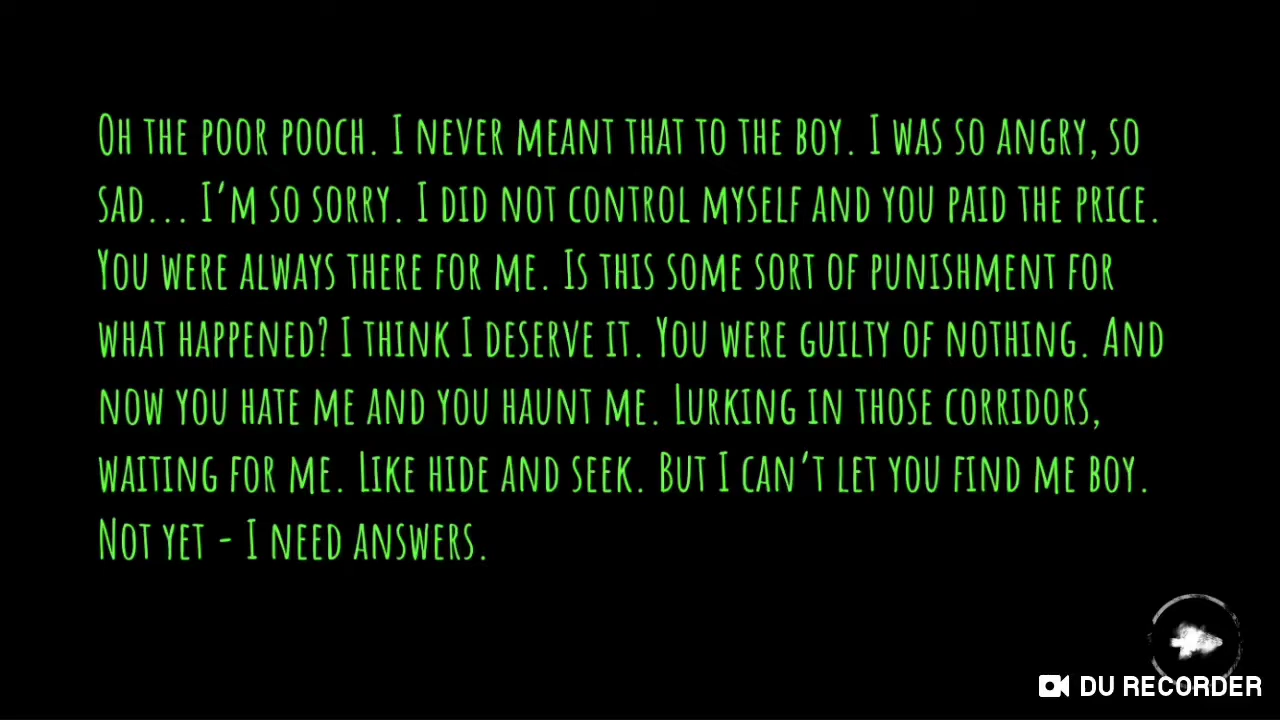 Oh the poor pooch. I never meant that to the boy. I was so angry, so
sad... I'm so sorry. I did not control myself and you paid the price.
You were always there for me. Is this some sort of punishment for
what happened? I think I deserve it. You were guilty of nothing. And
now you hate me and you haunt me. Lurking in those corridors,
waiting for me. Like hide and seek. But I can't let you find me boy.
Not yet - I need answers.
DU RECORDER